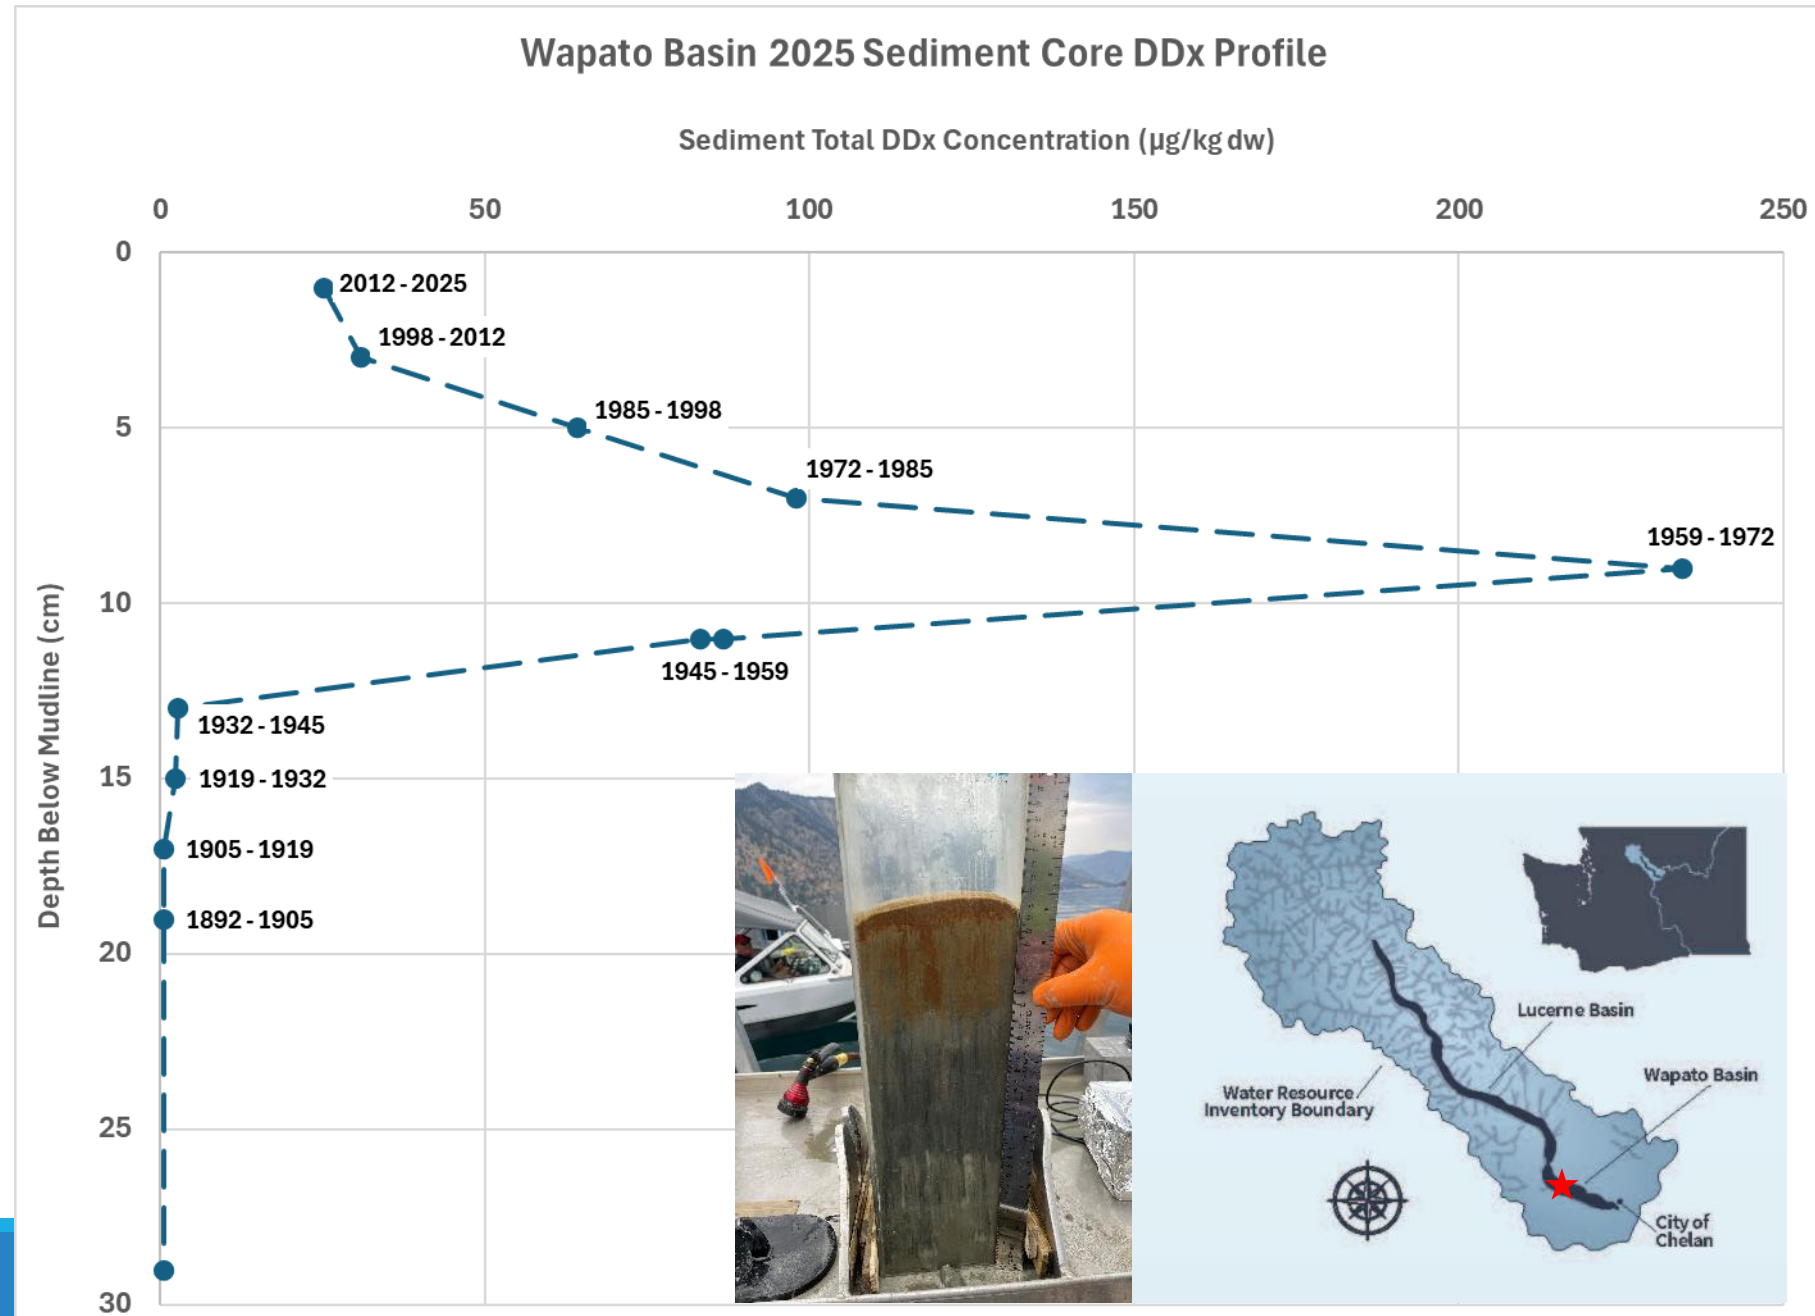 Wapato Basin 2025 Sediment Core DDx Profile
Sediment Total DDx Concentration (µg/kg dw)
0 50 100 150 200 250
0
2012 - 2025
1998 - 2012
1985 - 1998
5
1972 - 1985
1959 - 1972
10
1945 - 1959
1932 - 1945
15
1919 - 1932
1905 - 1919
1892 - 1905
20
25
30
Depth Below Mudline (cm)
Lucerne Basin
Wapato Basin
Water Resource
Inventory Boundary
City of
Chelan